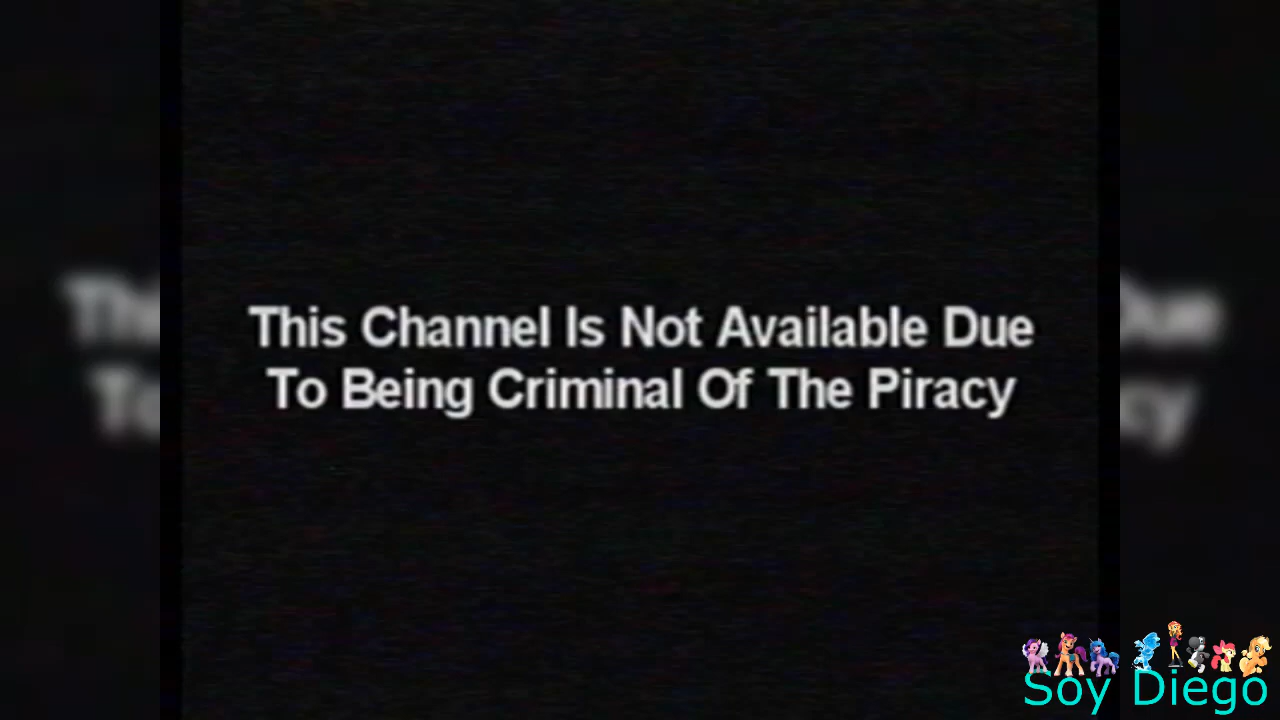 This Channel Is Not Available Due
To Being Criminal Of The Piracy
Soy Diego